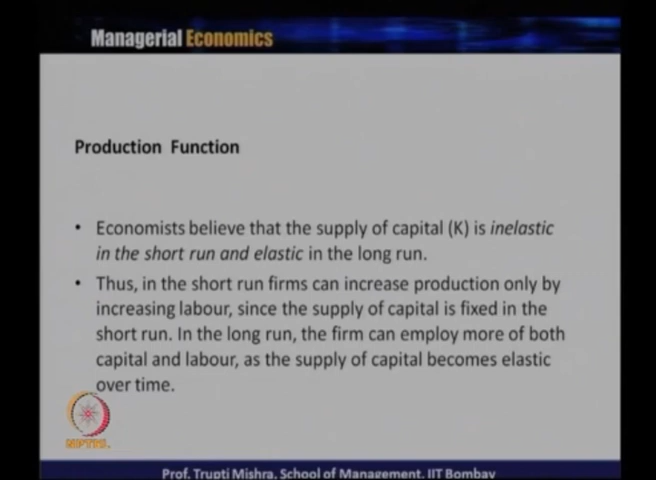 Managerial Economics
Production Function
• Economists believe that the supply of capital (K) is inelastic
in the short run and elastic in the long run.
• Thus, in the short run firms can increase production only by
increasing labour, since the supply of capital is fixed in the
short run. In the long run, the firm can employ more of both
capital and labour, as the supply of capital becomes elastic
over time.
NPTEL
Prof. Trupti Mishra, School of Management, IIT Bombay